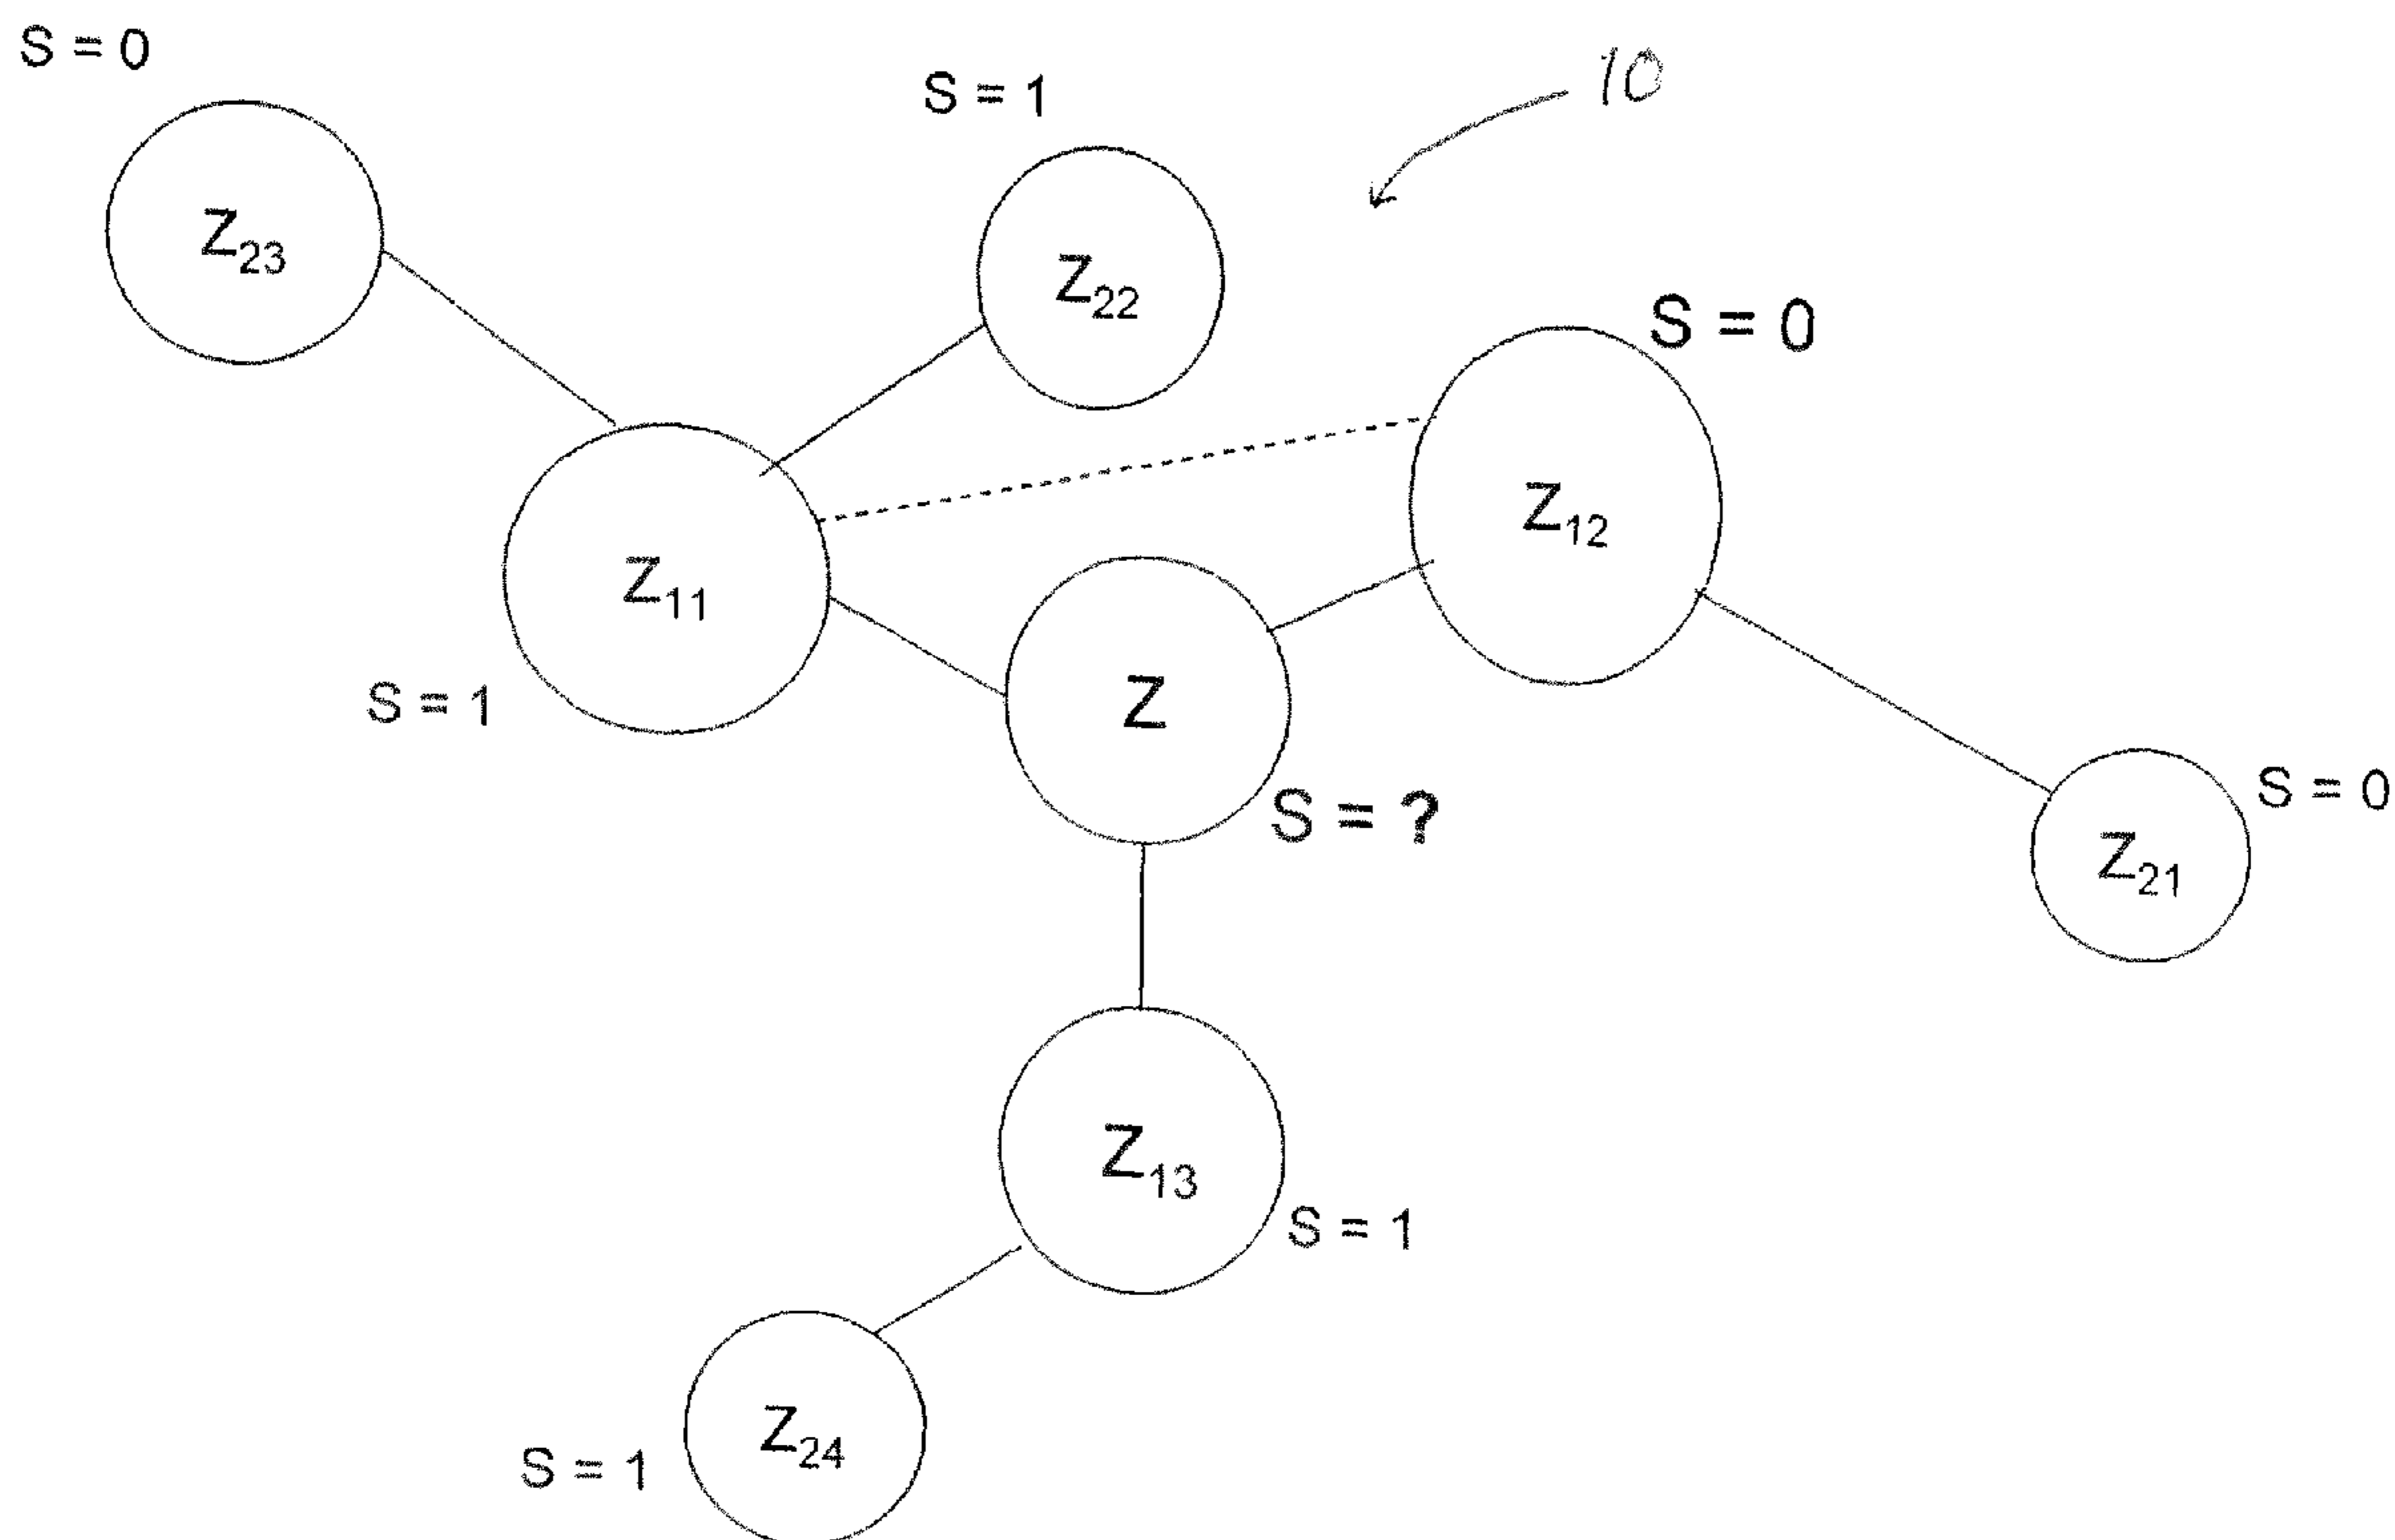 S = 0
S = 1
10
Z₂₃
Z₂₂
S = 0
Z₁₂
Z₁₁
S = 1
Z
S = ?
S = 0
Z₂₁
Z₁₃
S = 1
Z₂₄
S = 1